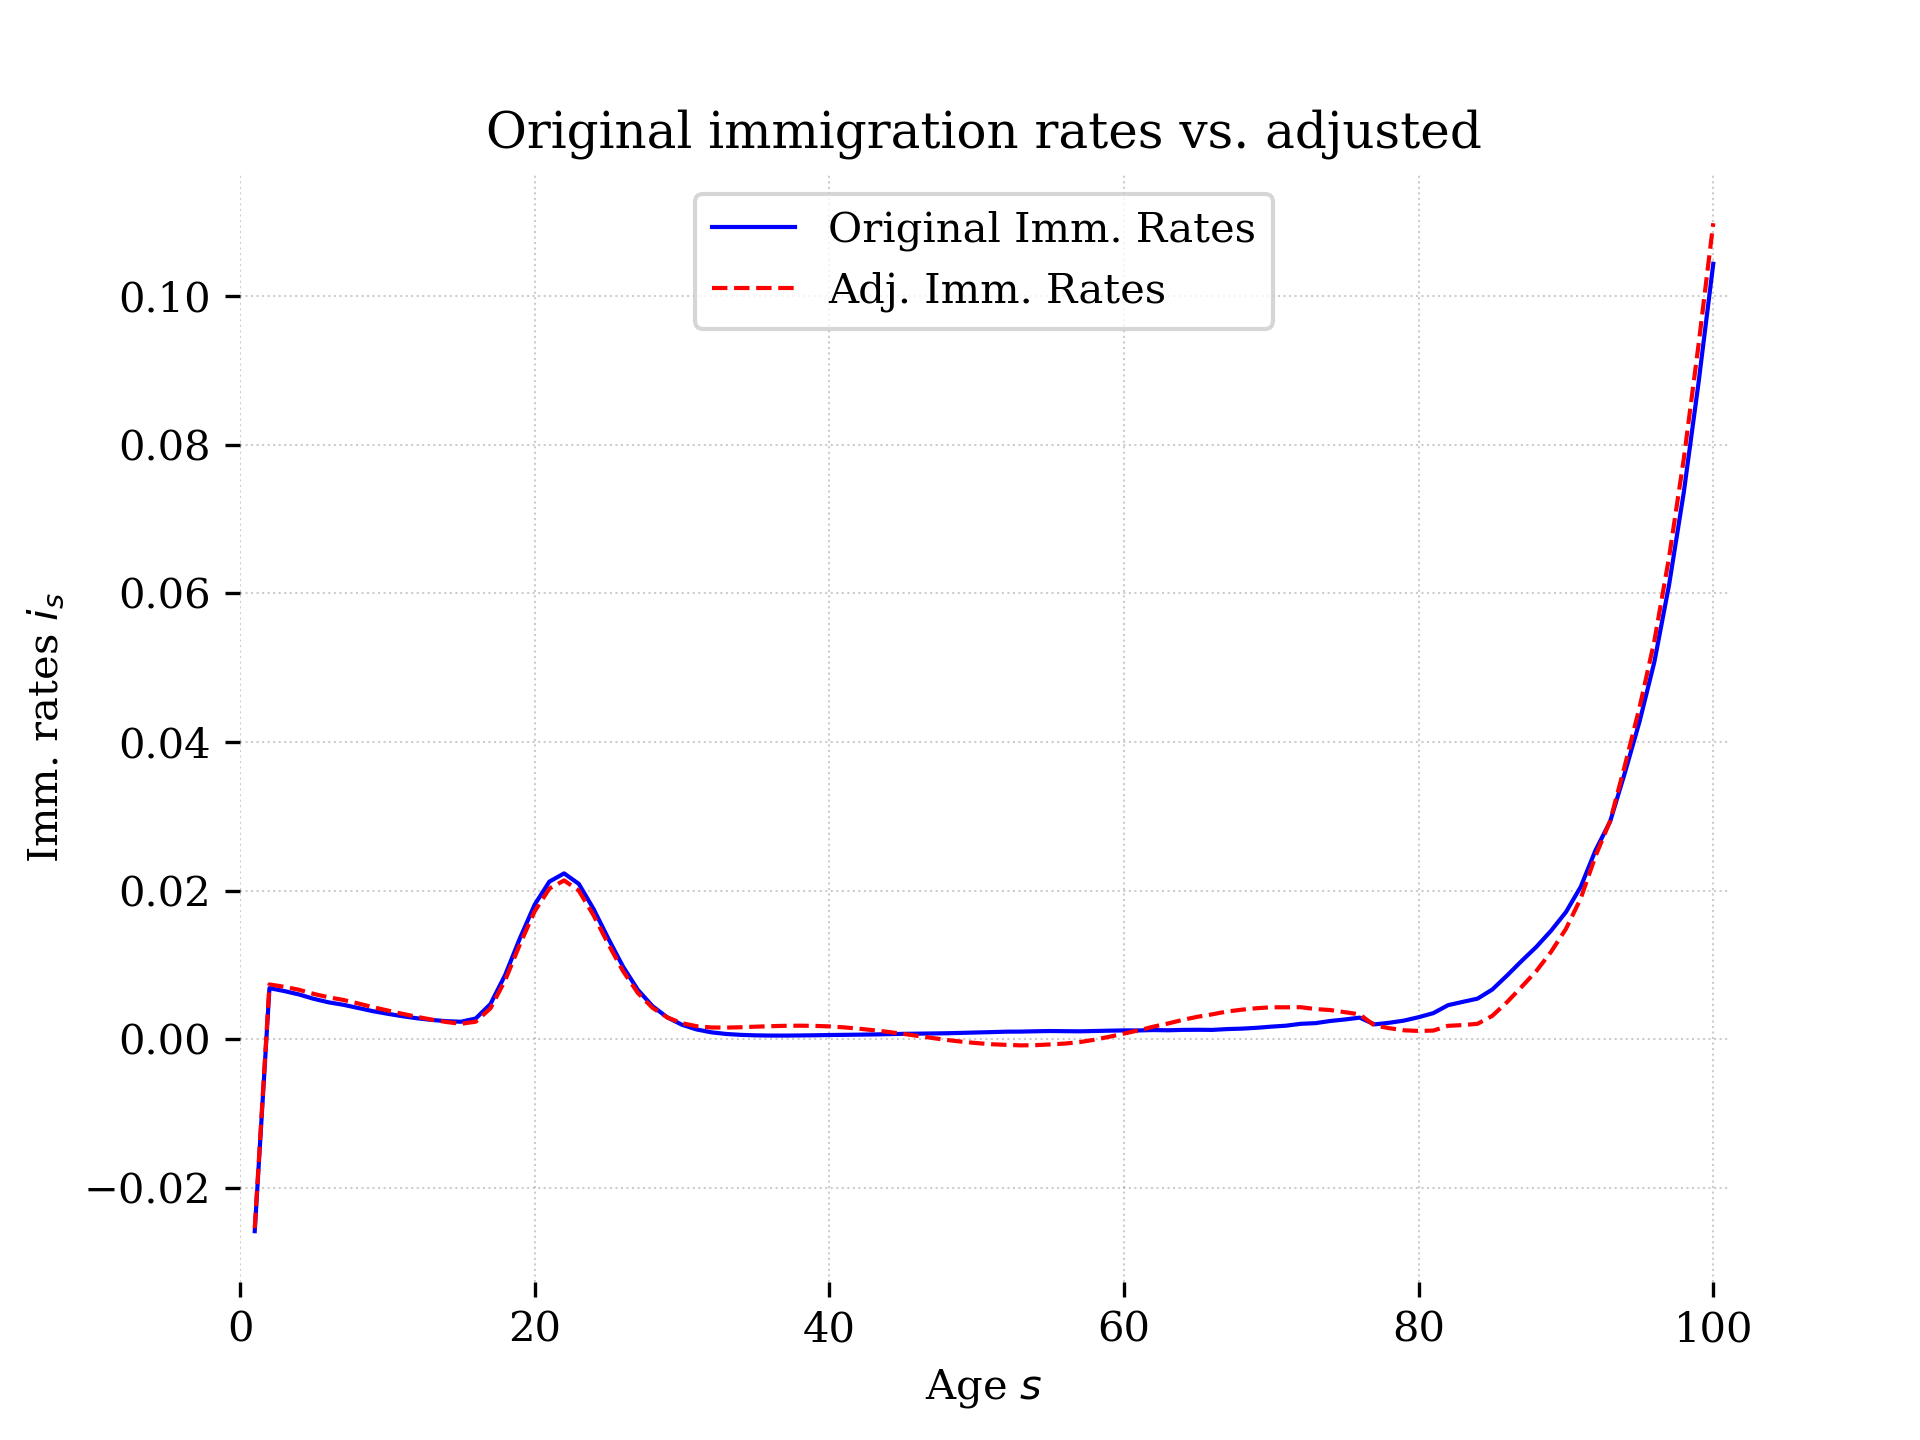 Original immigration rates vs. adjusted
Original Imm. Rates
Adj. Imm. Rates
Imm. rates i_s
0.10
0.08
0.06
0.04
0.02
0.00
−0.02
0 20 40 60 80 100
Age s